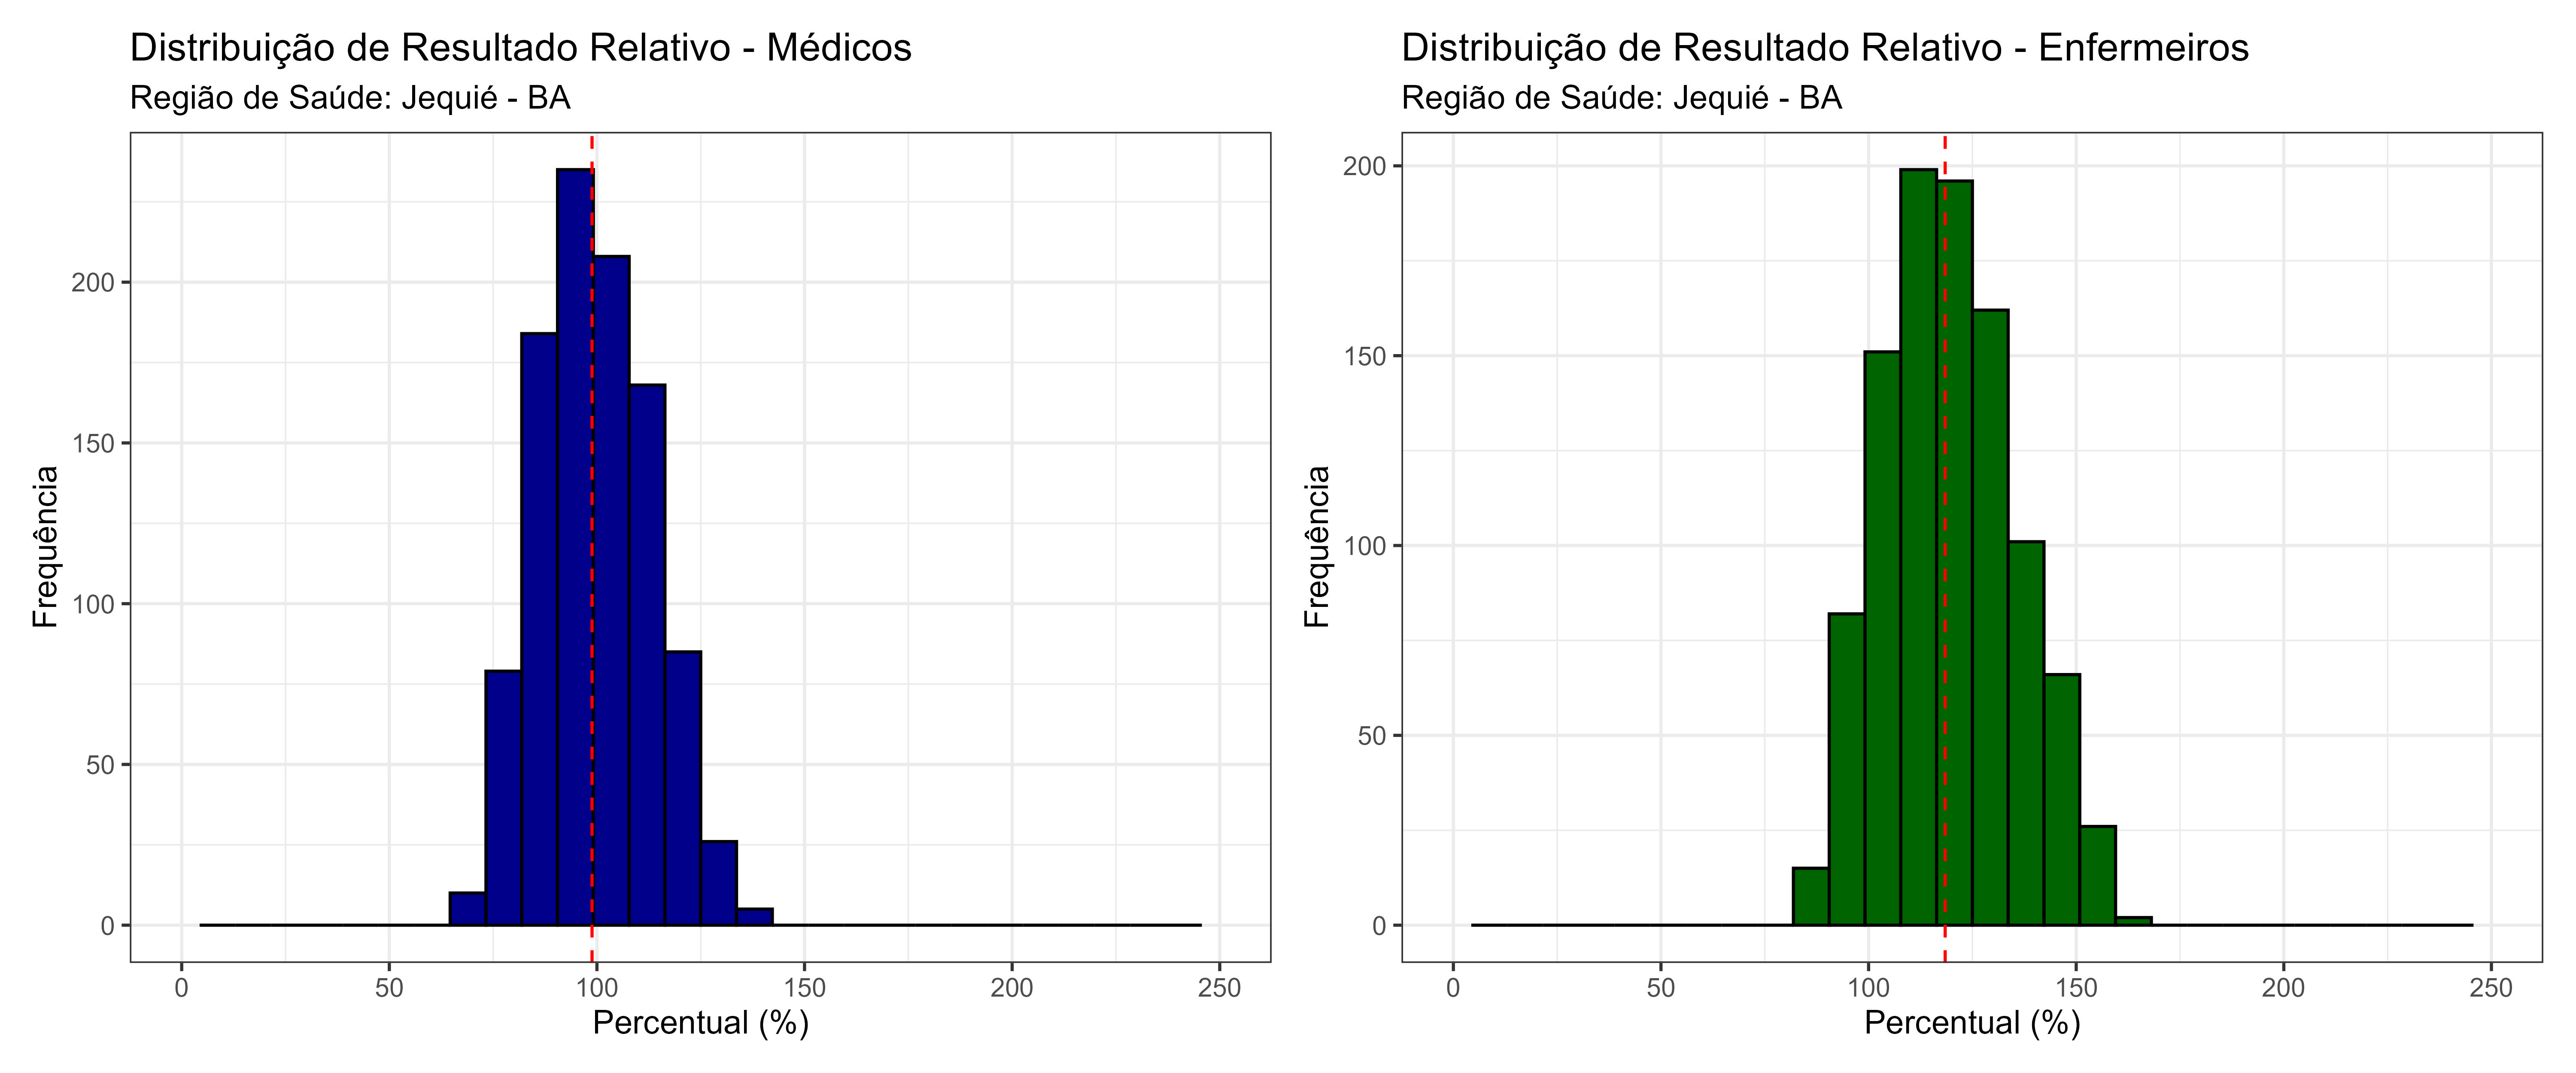 Distribuição de Resultado Relativo - Médicos
Região de Saúde: Jequié - BA
Frequência
200
150
100
50
0
0 50 100 150 200 250
Percentual (%)
Distribuição de Resultado Relativo - Enfermeiros
Região de Saúde: Jequié - BA
Frequência
200
150
100
50
0
0 50 100 150 200 250
Percentual (%)